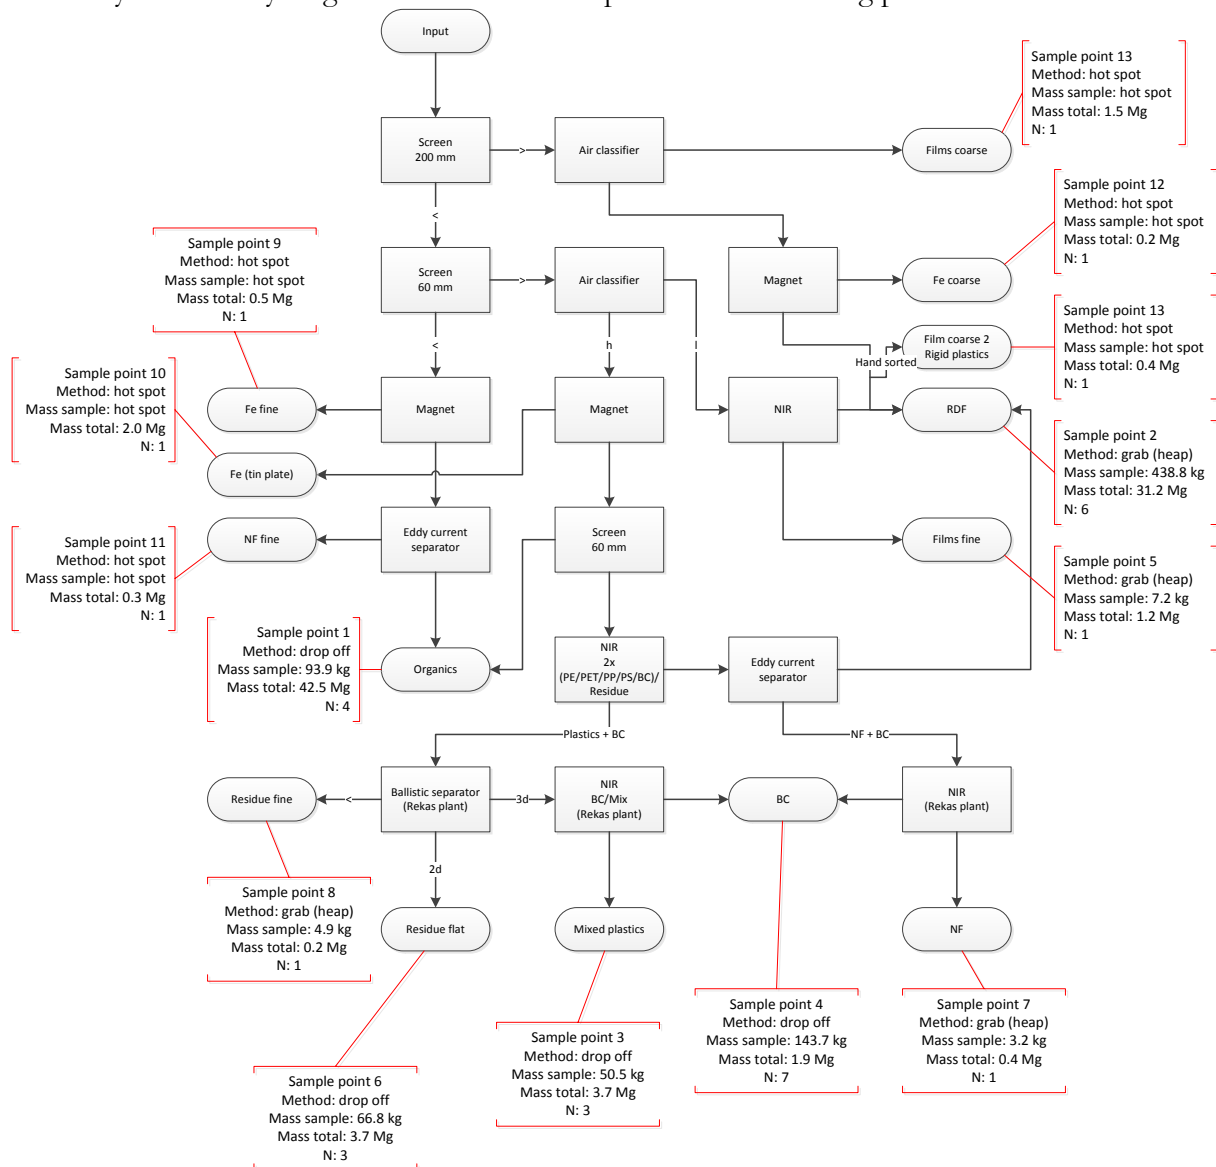 Input
Sample point 13
Method: hot spot
Mass sample: hot spot
Mass total: 1.5 Mg
N: 1
Screen
200 mm
>
Air classifier
Films coarse
<
Sample point 12
Method: hot spot
Mass sample: hot spot
Mass total: 0.2 Mg
N: 1
Sample point 9
Method: hot spot
Mass sample: hot spot
Mass total: 0.5 Mg
N: 1
Screen
60 mm
>
Air classifier
Magnet
Fe coarse
<
h
l
Sample point 13
Method: hot spot
Mass sample: hot spot
Mass total: 0.4 Mg
N: 1
Film coarse 2
Rigid plastics
Hand sorted
Sample point 10
Method: hot spot
Mass sample: hot spot
Mass total: 2.0 Mg
N: 1
Fe fine
Magnet
Magnet
NIR
RDF
Sample point 2
Method: grab (heap)
Mass sample: 438.8 kg
Mass total: 31.2 Mg
N: 6
Fe (tin plate)
Sample point 11
Method: hot spot
Mass sample: hot spot
Mass total: 0.3 Mg
N: 1
NF fine
Eddy current
separator
Screen
60 mm
Films fine
Sample point 5
Method: grab (heap)
Mass sample: 7.2 kg
Mass total: 1.2 Mg
N: 1
Sample point 1
Method: drop off
Mass sample: 93.9 kg
Mass total: 42.5 Mg
N: 4
Organics
NIR
2x
(PE/PET/PP/PS/BC)/
Residue
Eddy current
separator
Plastics + BC
NF + BC
Residue fine
<
Ballistic separator
(Rekas plant)
3d
NIR
BC/Mix
(Rekas plant)
BC
NIR
(Rekas plant)
2d
Sample point 8
Method: grab (heap)
Mass sample: 4.9 kg
Mass total: 0.2 Mg
N: 1
Residue flat
Mixed plastics
NF
Sample point 4
Method: drop off
Mass sample: 143.7 kg
Mass total: 1.9 Mg
N: 7
Sample point 7
Method: grab (heap)
Mass sample: 3.2 kg
Mass total: 0.4 Mg
N: 1
Sample point 3
Method: drop off
Mass sample: 50.5 kg
Mass total: 3.7 Mg
N: 3
Sample point 6
Method: drop off
Mass sample: 66.8 kg
Mass total: 3.7 Mg
N: 3